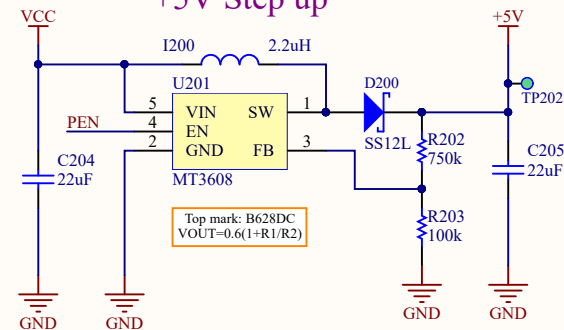 +5V Step up
VCC
+5V
I200
2.2uH
U201
D200
TP202
5
VIN
SW
1
PEN
4
EN
2
GND
FB
3
SS12L
R202
750k
C204
22uF
C205
22uF
MT3608
Top mark: B628DC
VOUT=0.6(1+R1/R2)
R203
100k
GND
GND
GND
GND